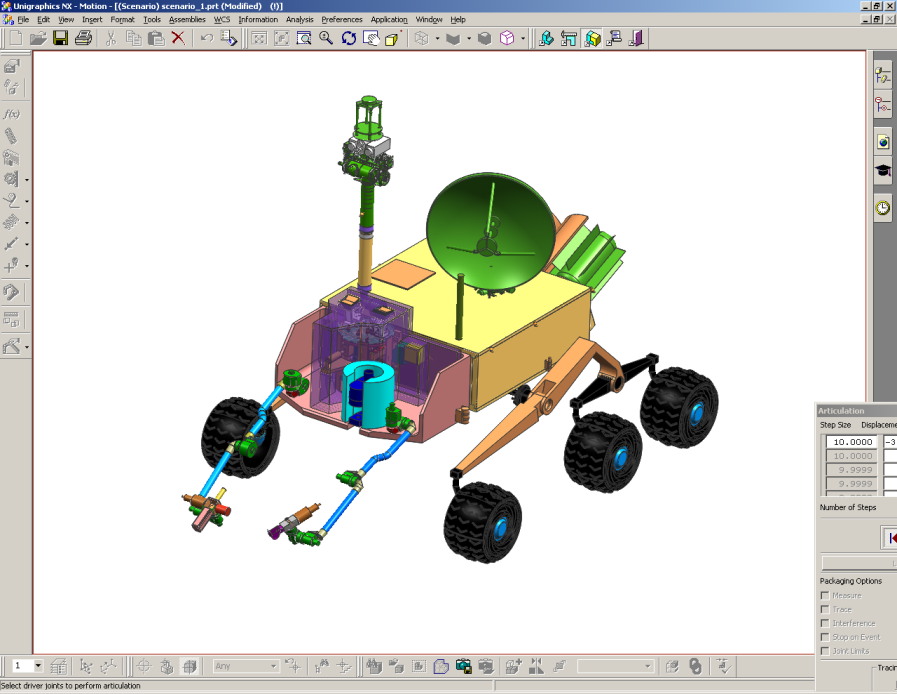 Unigraphics NX - Motion - [(Scenario) scenario_1.prt (Modified) (!)]
File Edit View Insert Format Tools Assemblies WCS Information Analysis Preferences Application Window Help
f(x)
Articulation
Step Size Displaceme
10.0000 -3
10.0000
9.9999
9.9999
Number of Steps
Packaging Options
Measure
Trace
Interference
Stop on Event
Joint Limits
Tracin
1 Any
Select driver joints to perform articulation